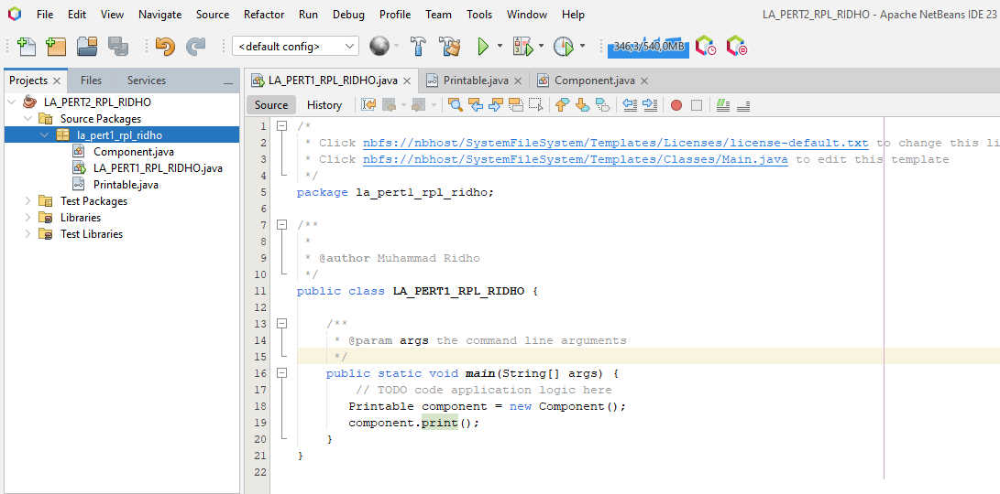 File Edit View Navigate Source Refactor Run Debug Profile Team Tools Window Help
LA_PERT2_RPL_RIDHO - Apache NetBeans IDE 23
<default config>
346,3/540,0MB
Projects Files Services
LA_PERT2_RPL_RIDHO
Source Packages
la_pert1_rpl_ridho
Component.java
LA_PERT1_RPL_RIDHO.java
Printable.java
Test Packages
Libraries
Test Libraries
LA_PERT1_RPL_RIDHO.java Printable.java Component.java
Source History
1 /*
2 * Click nbfs://nbhost/SystemFileSystem/Templates/Licenses/license-default.txt to change this li
3 * Click nbfs://nbhost/SystemFileSystem/Templates/Classes/Main.java to edit this template
4 */
5 package la_pert1_rpl_ridho;
6
7 /**
8 *
9 * @author Muhammad Ridho
10 */
11 public class LA_PERT1_RPL_RIDHO {
12
13 /**
14 * @param args the command line arguments
15 */
16 public static void main(String[] args) {
17 // TODO code application logic here
18 Printable component = new Component();
19 component.print();
20 }
21 }
22